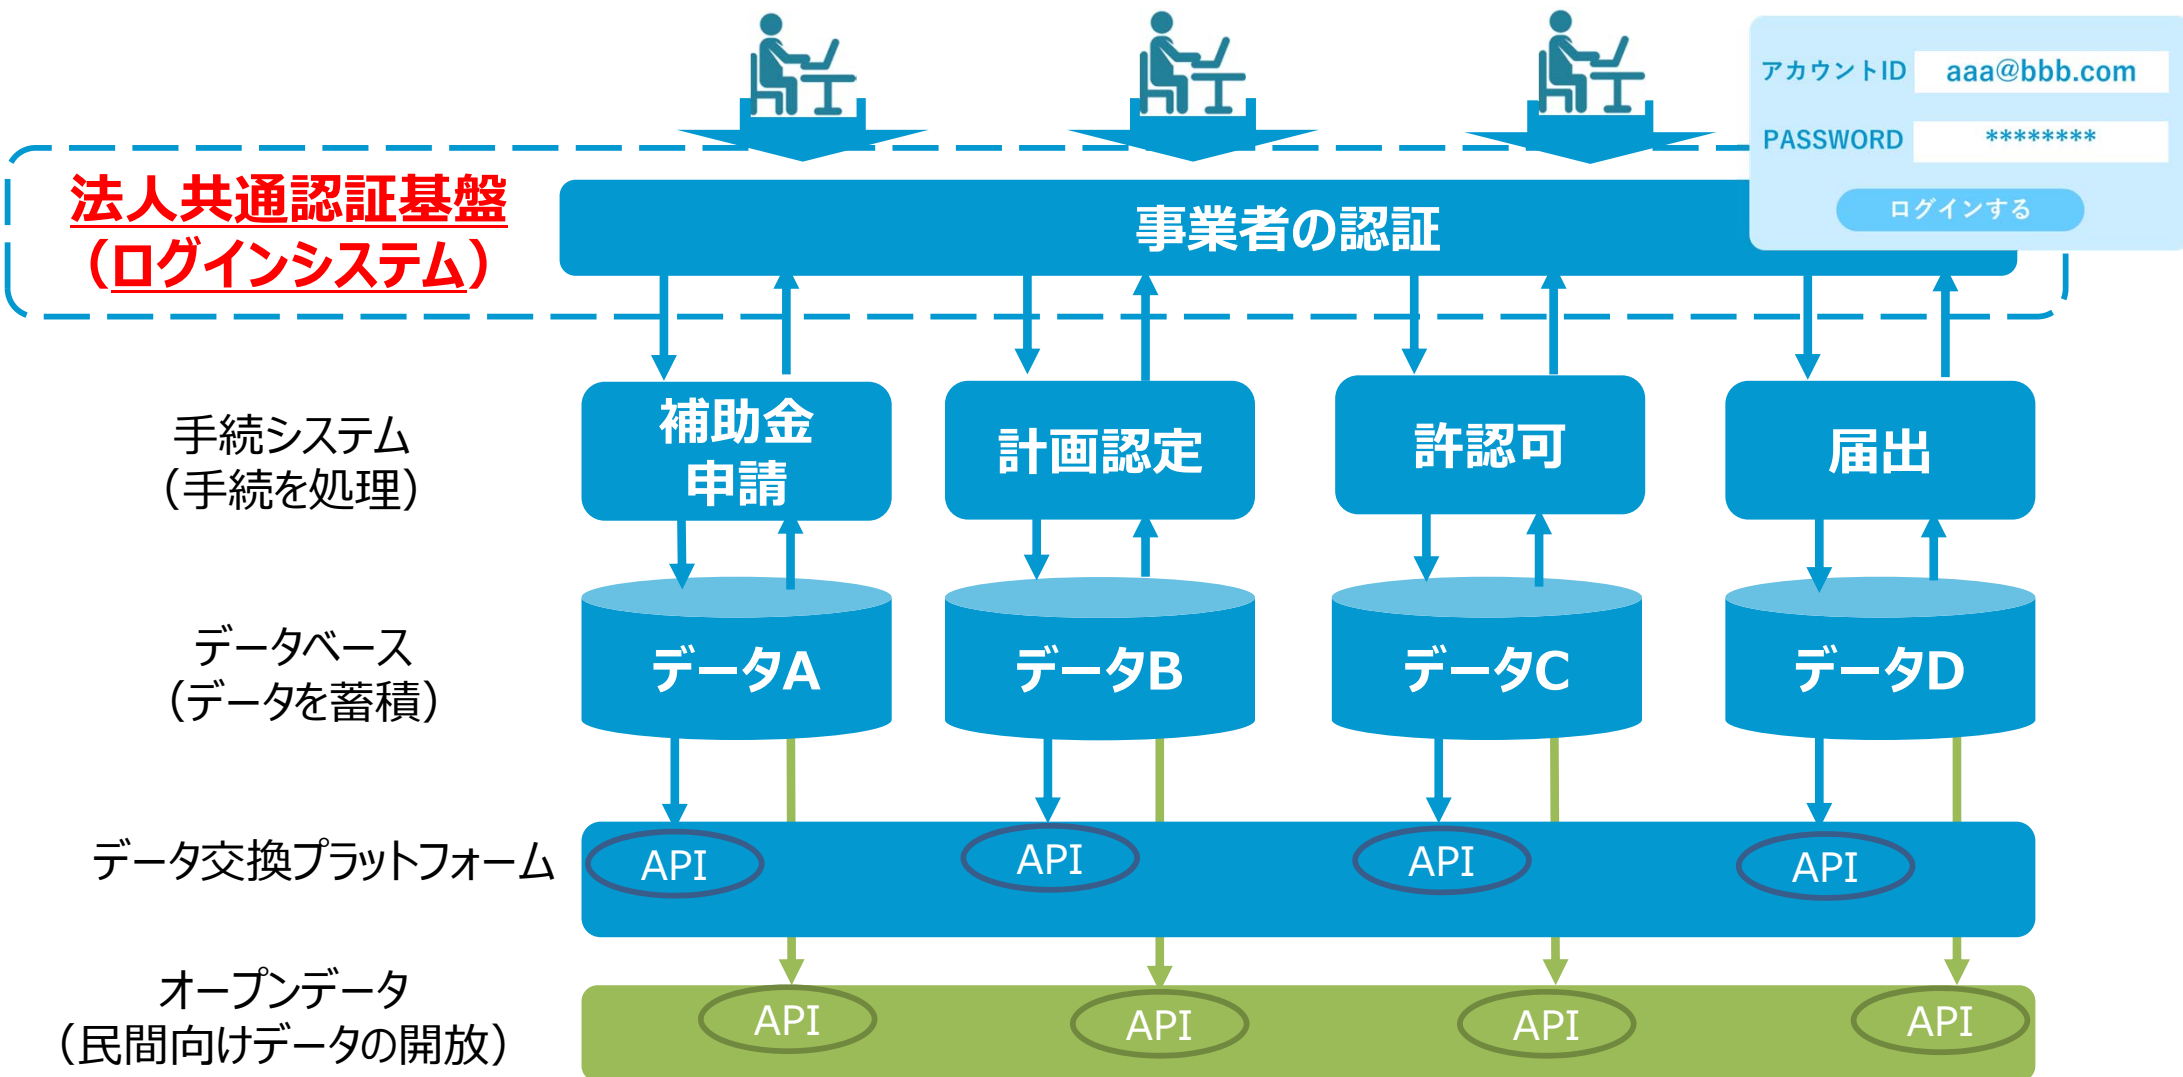 アカウントID
aaa@bbb.com
PASSWORD
********
ログインする
法人共通認証基盤
（ログインシステム）
事業者の認証
手続システム
（手続を処理）
補助金
申請
計画認定
許認可
届出
データベース
（データを蓄積）
データA
データB
データC
データD
データ交換プラットフォーム
API
API
API
API
オープンデータ
（民間向けデータの開放）
API
API
API
API